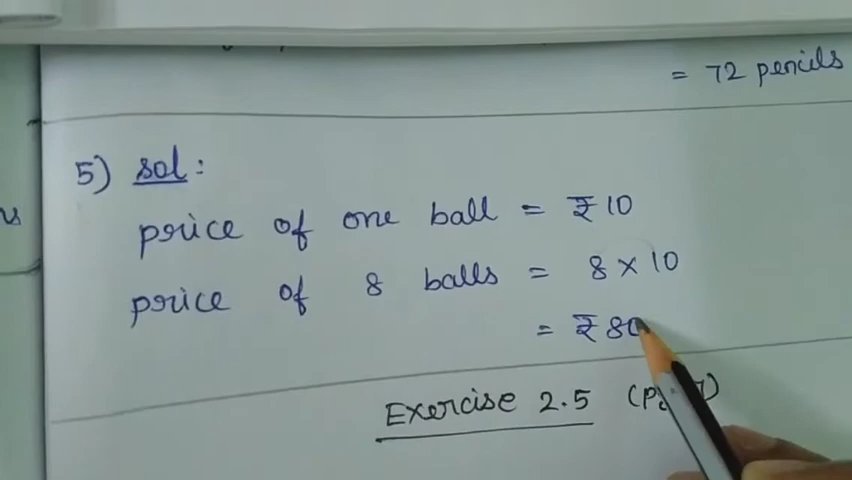 = 72 pencils
5) sol:
price of one ball = ₹10
price of 8 balls = 8 × 10
= ₹80
Exercise 2.5